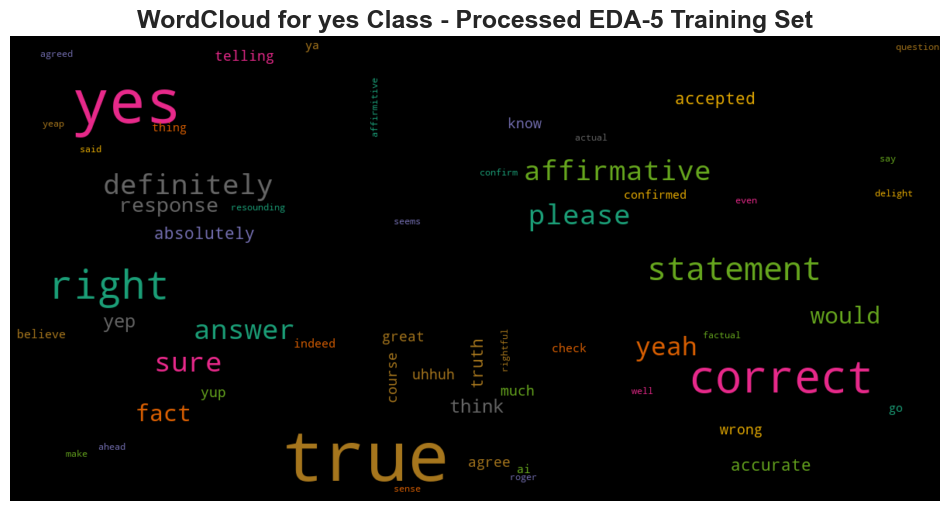 WordCloud for yes Class - Processed EDA-5 Training Set
ya
question
agreed
telling
yes
accepted
affirmitive
yeap
thing
know
actual
said
say
confirm
affirmative
definitely
confirmed
delight
even
response
resounding
please
seems
absolutely
statement
right
would
yep
answer
believe
indeed
great
truth
rightful
check
yeah
factual
sure
course
uhhuh
correct
yup
much
well
think
go
fact
wrong
true
ahead
make
agree
ai
roger
accurate
sense